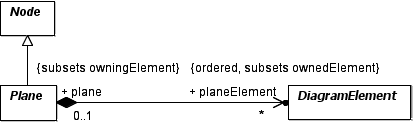 Node
{subsets owningElement} {ordered, subsets ownedElement}
Plane + plane + planeElement DiagramElement
0..1 *